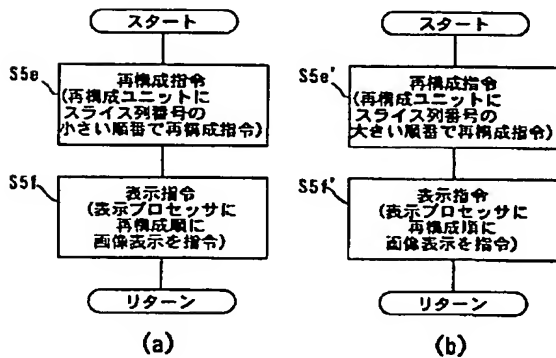 スタート
S5e
再構成指令
(再構成ユニットに
スライス列番号の
小さい順番で再構成指令)
S5f
表示指令
(表示プロセッサに
再構成順に
画像表示を指令)
リターン
(a)
スタート
S5e'
再構成指令
(再構成ユニットに
スライス列番号の
大きい順番で再構成指令)
S5f'
表示指令
(表示プロセッサに
再構成順に
画像表示を指令)
リターン
(b)